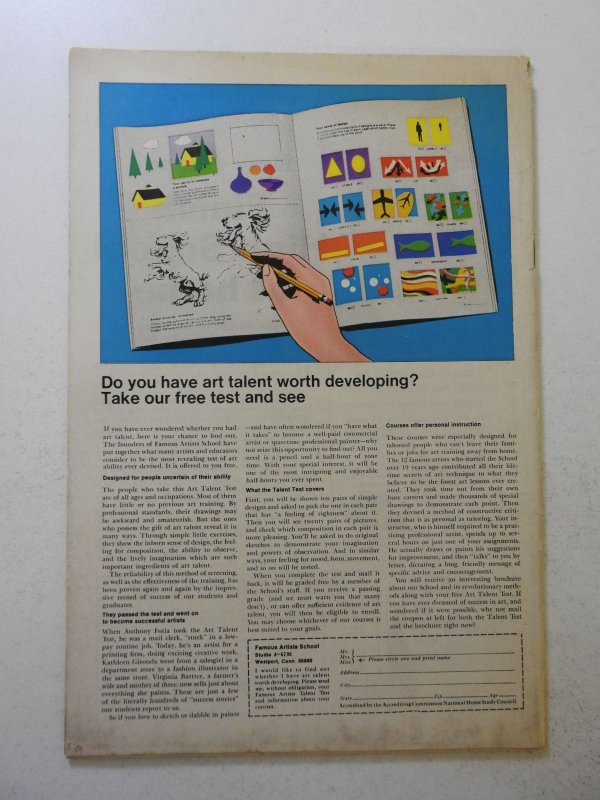 Do you have art talent worth developing?
Take our free test and see
If you have ever wondered whether you had
art talent, here is your chance to find out.
The founders of Famous Artists School have
put together what many artists and educators
consider to be the most revealing test of art
ability ever devised. It is offered to you free.
Designed for people uncertain of their ability
The people who take this Art Talent Test
are of all ages and occupations. Most of them
have little or no previous art training. By
professional standards, their drawings may
be awkward and amateurish. But the ones
who possess the gift of art talent reveal it in
many ways. Through simple little exercises,
they show the inborn sense of design, the feel-
ing for composition, the ability to observe,
and the lively imagination which are such
important ingredients of art talent.
The reliability of this method of screening,
as well as the effectiveness of the training, has
been proven again and again by the impres-
sive record of success of our students and
graduates.
They passed the test and went on
to become successful artists
When Anthony Fotia took the Art Talent
Test, he was a mail clerk, "stuck" in a low-
pay routine job. Today, he's an artist for a
printing firm, doing exciting creative work.
Kathleen Gironda went from a salesgirl in a
department store to a fashion illustrator in
the same store. Virginia Bartter, a farmer's
wife and mother of three, now sells just about
everything she paints. These are just a few
of the literally hundreds of "success stories"
our students report to us.
So if you love to sketch or dabble in paints
—and have often wondered if you "have what
it takes" to become a well-paid commercial
artist or sparetime professional painter—why
not seize this opportunity to find out? All you
need is a pencil and a half-hour of your
time. With your special interest, it will be
one of the most intriguing and enjoyable
half-hours you ever spent.
What the Talent Test covers
First, you will be shown ten pairs of simple
designs and asked to pick the one in each pair
that has "a feeling of rightness" about it.
Then you will see twenty pairs of pictures,
and check which composition in each pair is
more pleasing. You'll be asked to do original
sketches to demonstrate your imagination
and powers of observation. And in similar
ways, your feeling for mood, form, movement,
and so on will be tested.
When you complete the test and mail it
back, it will be graded free by a member of
the School's staff. If you receive a passing
grade (and we must warn you that many
don't), or can offer sufficient evidence of art
talent, you will then be eligible to enroll.
You may choose whichever of our courses is
best suited to your goals.
Courses offer personal instruction
These courses were especially designed for
talented people who can't leave their fami-
lies or jobs for art training away from home.
The 12 famous artists who started the School
over 19 years ago contributed all their life-
time secrets of art technique to what they
believe to be the finest art lessons ever cre-
ated. They took time out from their own
busy careers and made thousands of special
drawings to demonstrate each point. Then
they devised a method of constructive criti-
cism that is as personal as tutoring. Your in-
structor, who is himself required to be a prac-
ticing professional artist, spends up to sev-
eral hours on just one of your assignments.
He actually draws or paints his suggestions
for improvement, and then "talks" to you by
letter, dictating a long, friendly message of
specific advice and encouragement.
You will receive an interesting brochure
about our School and its revolutionary meth-
ods along with your free Art Talent Test. If
you have ever dreamed of success in art, and
wondered if it were possible, why not mail
the coupon at left for both the Talent Test
and the brochure right now!
Famous Artists School
Studio A-5796
Westport, Conn. 06880
I would like to find out
whether I have art talent
worth developing. Please send
me, without obligation, your
Famous Artists Talent Test
and information about your
courses.
Mr.
Mrs.
Miss
Please circle one and print name
Address
City
State Zip Age
Accredited by the Accrediting Commission National Home Study Council